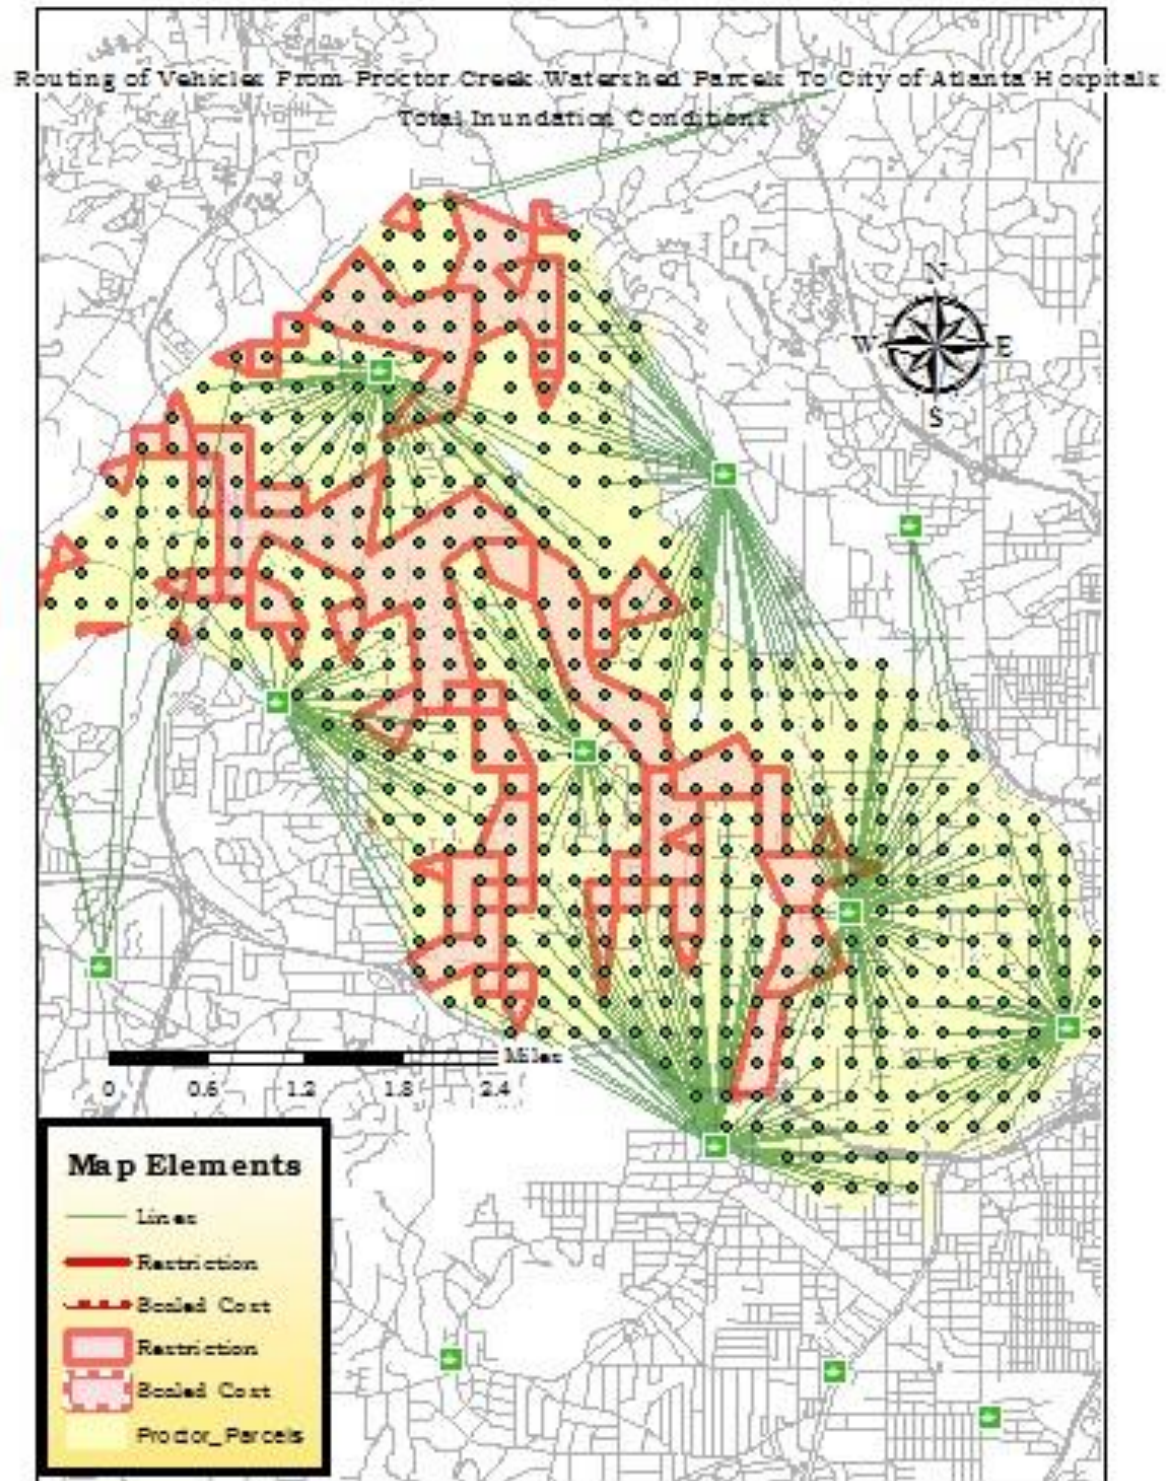 Routing of Vehicles From Proctor Creek Watershed Parcels To City of Atlanta Hospitals
Total Inundation Conditions
N
W E
S
Miles
0 0.6 1.2 1.8 2.4
Map Elements
Lines
Restriction
Scaled Cost
Restriction
Scaled Cost
Proctor_Parcels